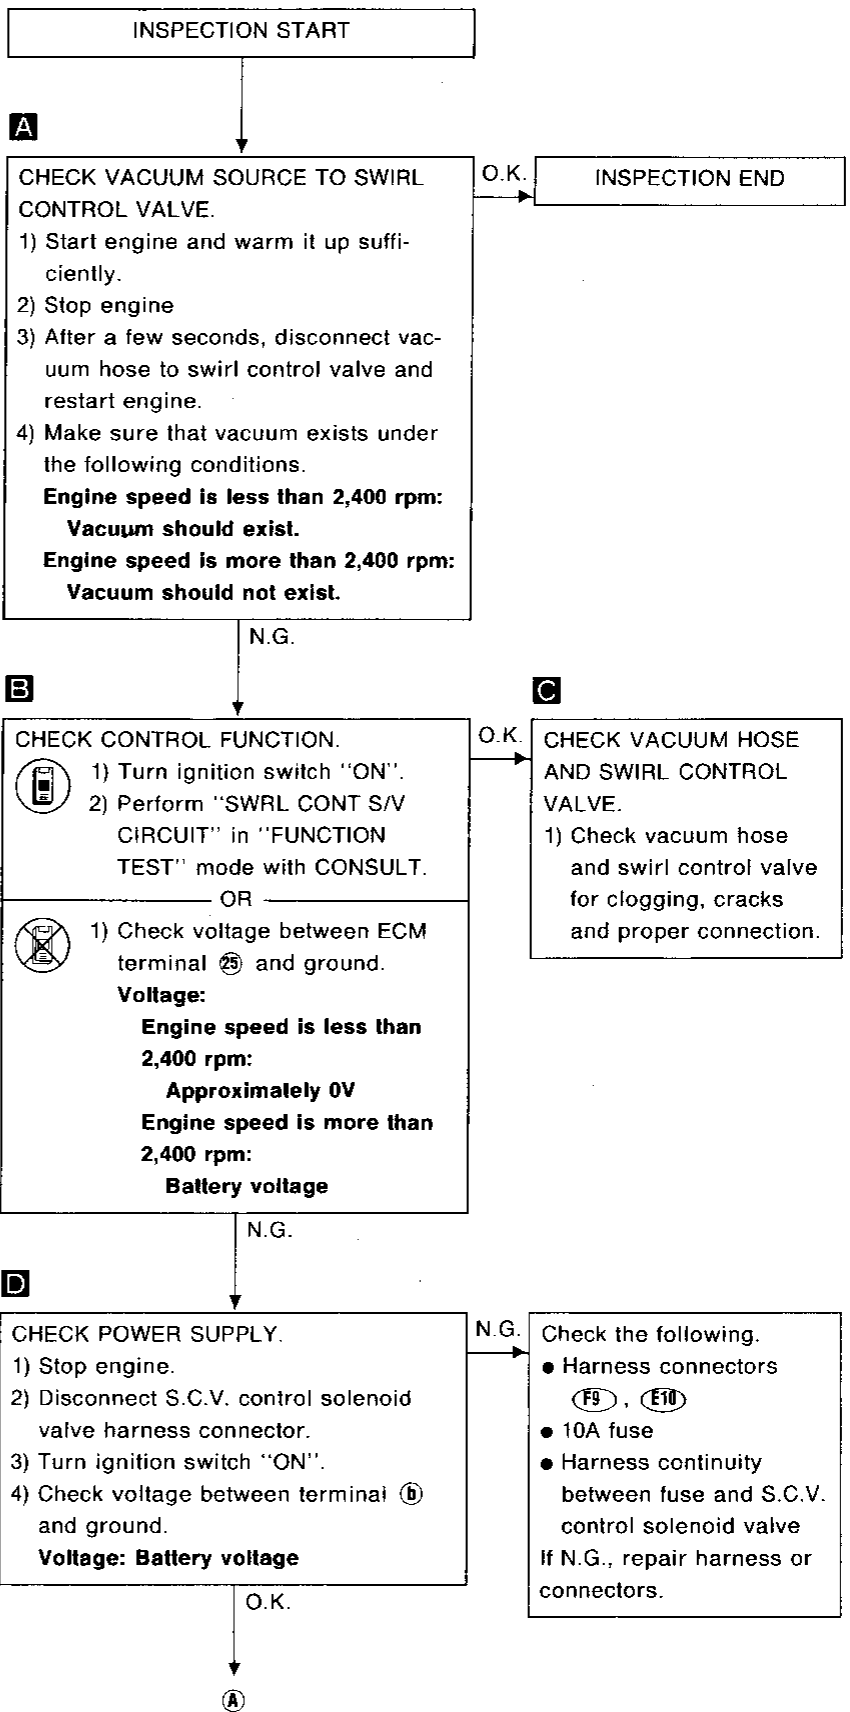 INSPECTION START
A
CHECK VACUUM SOURCE TO SWIRL
CONTROL VALVE.
1) Start engine and warm it up suffi-
ciently.
2) Stop engine
3) After a few seconds, disconnect vac-
uum hose to swirl control valve and
restart engine.
4) Make sure that vacuum exists under
the following conditions.
Engine speed is less than 2,400 rpm:
Vacuum should exist.
Engine speed is more than 2,400 rpm:
Vacuum should not exist.
O.K.
INSPECTION END
N.G.
B
CHECK CONTROL FUNCTION.
1) Turn ignition switch "ON".
2) Perform "SWRL CONT S/V
CIRCUIT" in "FUNCTION
TEST" mode with CONSULT.
OR
1) Check voltage between ECM
terminal 25 and ground.
Voltage:
Engine speed is less than
2,400 rpm:
Approximately 0V
Engine speed is more than
2,400 rpm:
Battery voltage
O.K.
C
CHECK VACUUM HOSE
AND SWIRL CONTROL
VALVE.
1) Check vacuum hose
and swirl control valve
for clogging, cracks
and proper connection.
N.G.
D
CHECK POWER SUPPLY.
1) Stop engine.
2) Disconnect S.C.V. control solenoid
valve harness connector.
3) Turn ignition switch "ON".
4) Check voltage between terminal b
and ground.
Voltage: Battery voltage
N.G.
Check the following.
● Harness connectors
F9 , E10
● 10A fuse
● Harness continuity
between fuse and S.C.V.
control solenoid valve
If N.G., repair harness or
connectors.
O.K.
A